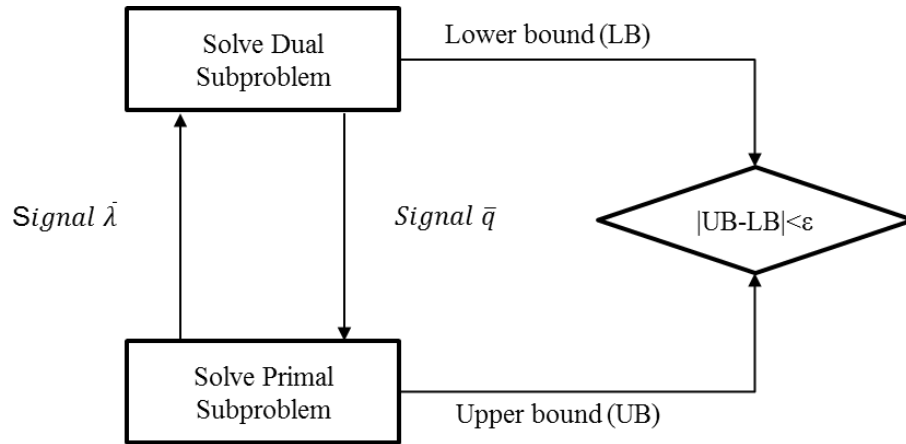 Solve Dual
Subproblem
Lower bound (LB)
Signal λ̄
Signal q̄
|UB-LB|<ε
Solve Primal
Subproblem
Upper bound (UB)